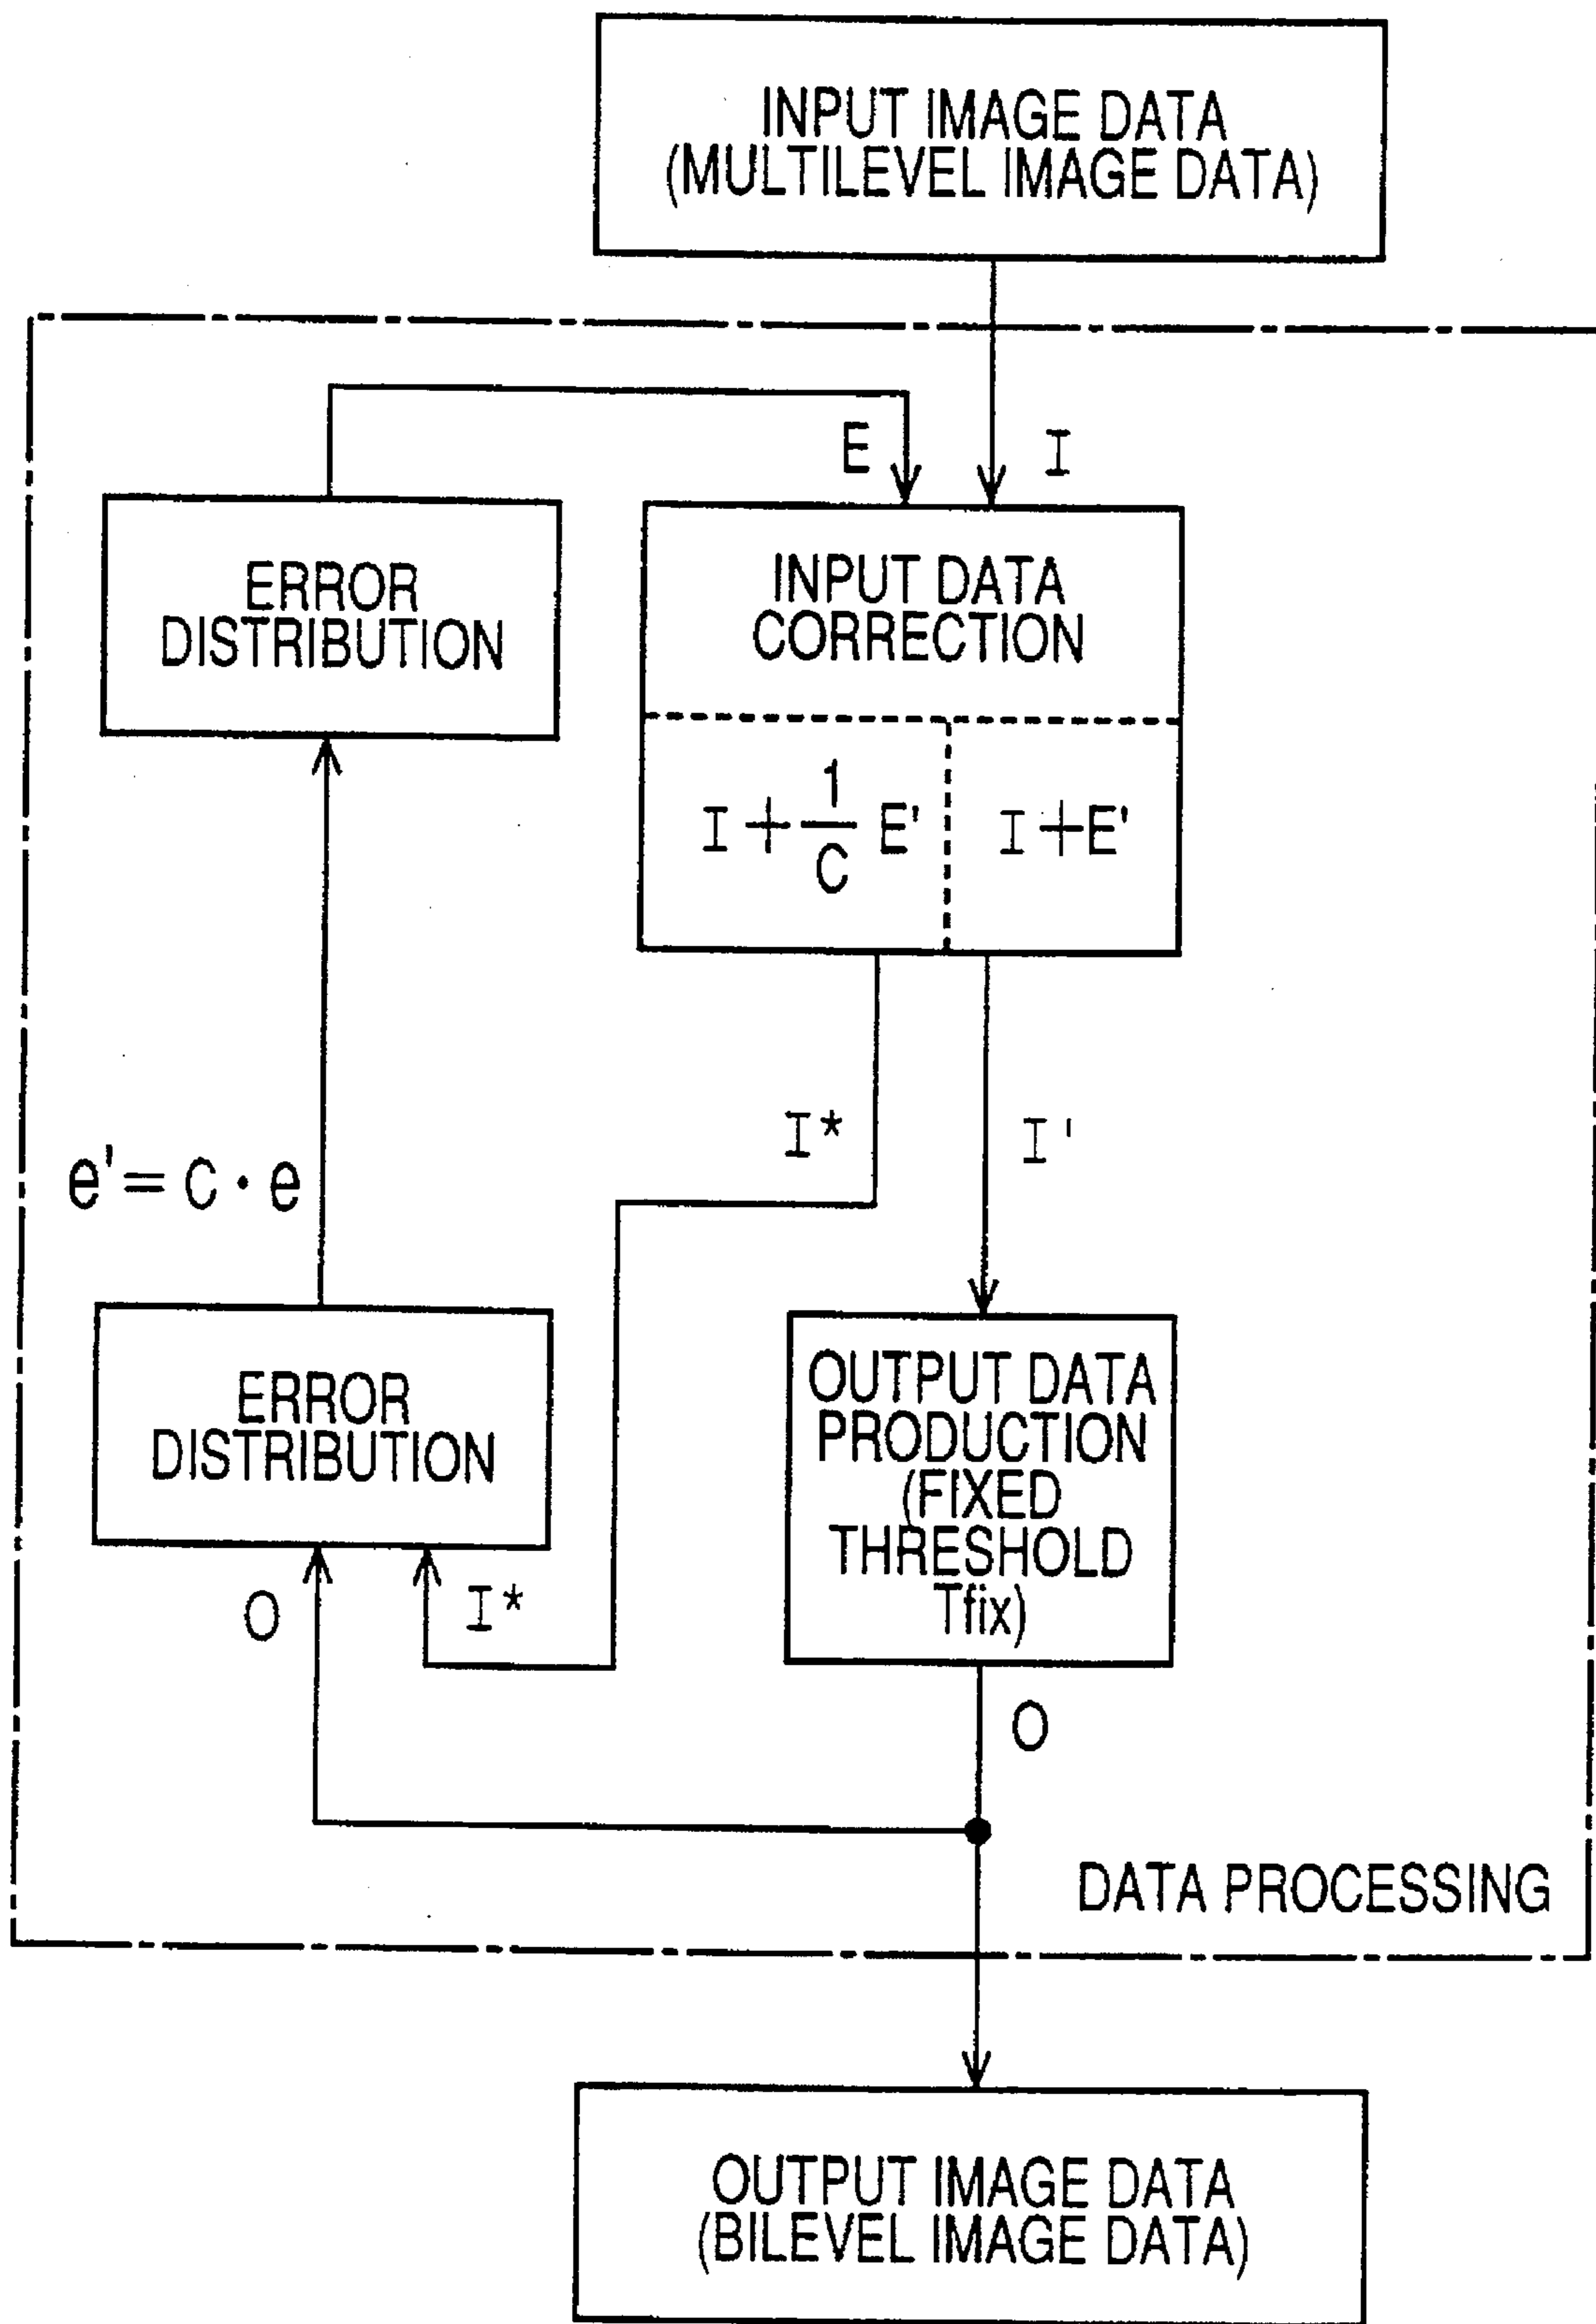 INPUT IMAGE DATA
(MULTILEVEL IMAGE DATA)
E
I
ERROR
DISTRIBUTION
INPUT DATA
CORRECTION
I + 1/C E'
I + E'
I*
I'
e' = C · e
ERROR
DISTRIBUTION
OUTPUT DATA
PRODUCTION
(FIXED
THRESHOLD
Tfix)
O
I*
O
DATA PROCESSING
OUTPUT IMAGE DATA
(BILEVEL IMAGE DATA)